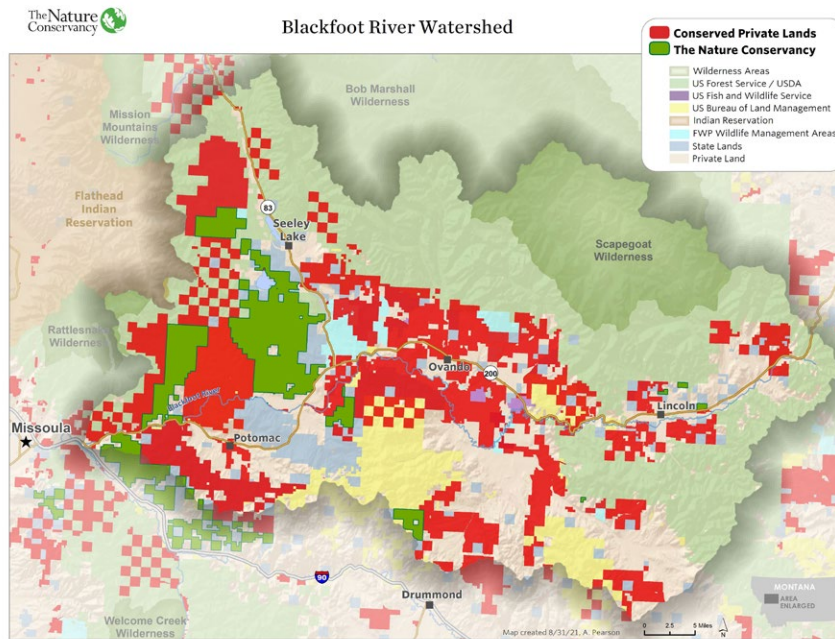 The Nature
Conservancy
Blackfoot River Watershed
Conserved Private Lands
The Nature Conservancy
Wilderness Areas
US Forest Service / USDA
US Fish and Wildlife Service
US Bureau of Land Management
Indian Reservation
FWP Wildlife Management Areas
State Lands
Private Land
Bob Marshall
Wilderness
Mission
Mountains
Wilderness
Flathead
Indian
Reservation
83
Seeley
Lake
Scapegoat
Wilderness
Rattlesnake
Wilderness
Ovando
200
Blackfoot River
Lincoln
Missoula
Potomac
90
Drummond
MONTANA
AREA
ENLARGED
Welcome Creek
Wilderness
Map created 8/31/21, A. Pearson
0 2.5 5 Miles
N